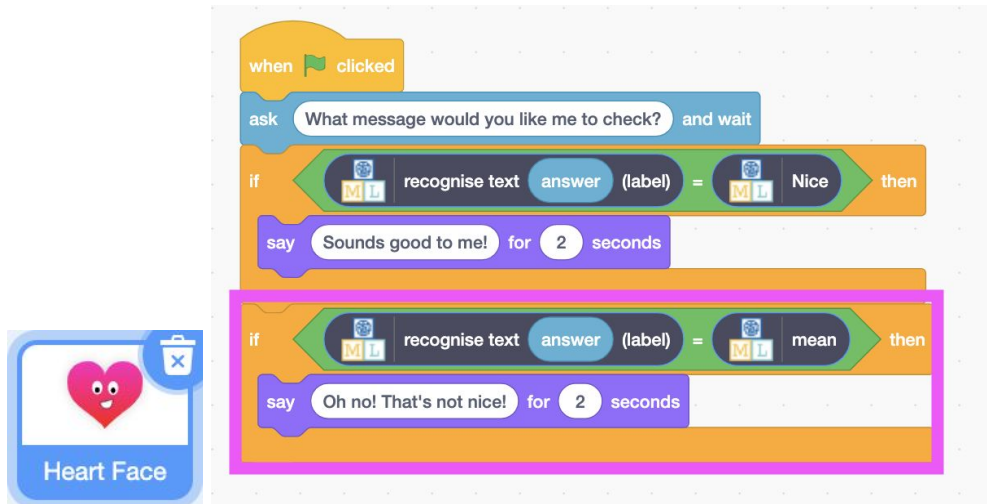 when clicked
ask What message would you like me to check? and wait
if M L recognise text answer (label) = M L Nice then
say Sounds good to me! for 2 seconds
if M L recognise text answer (label) = M L mean then
say Oh no! That's not nice! for 2 seconds
Heart Face